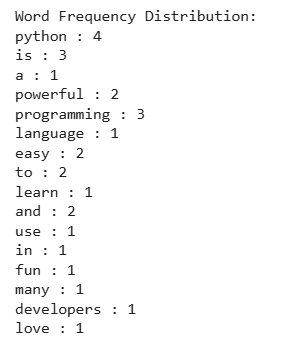 Word Frequency Distribution:
python : 4
is : 3
a : 1
powerful : 2
programming : 3
language : 1
easy : 2
to : 2
learn : 1
and : 2
use : 1
in : 1
fun : 1
many : 1
developers : 1
love : 1